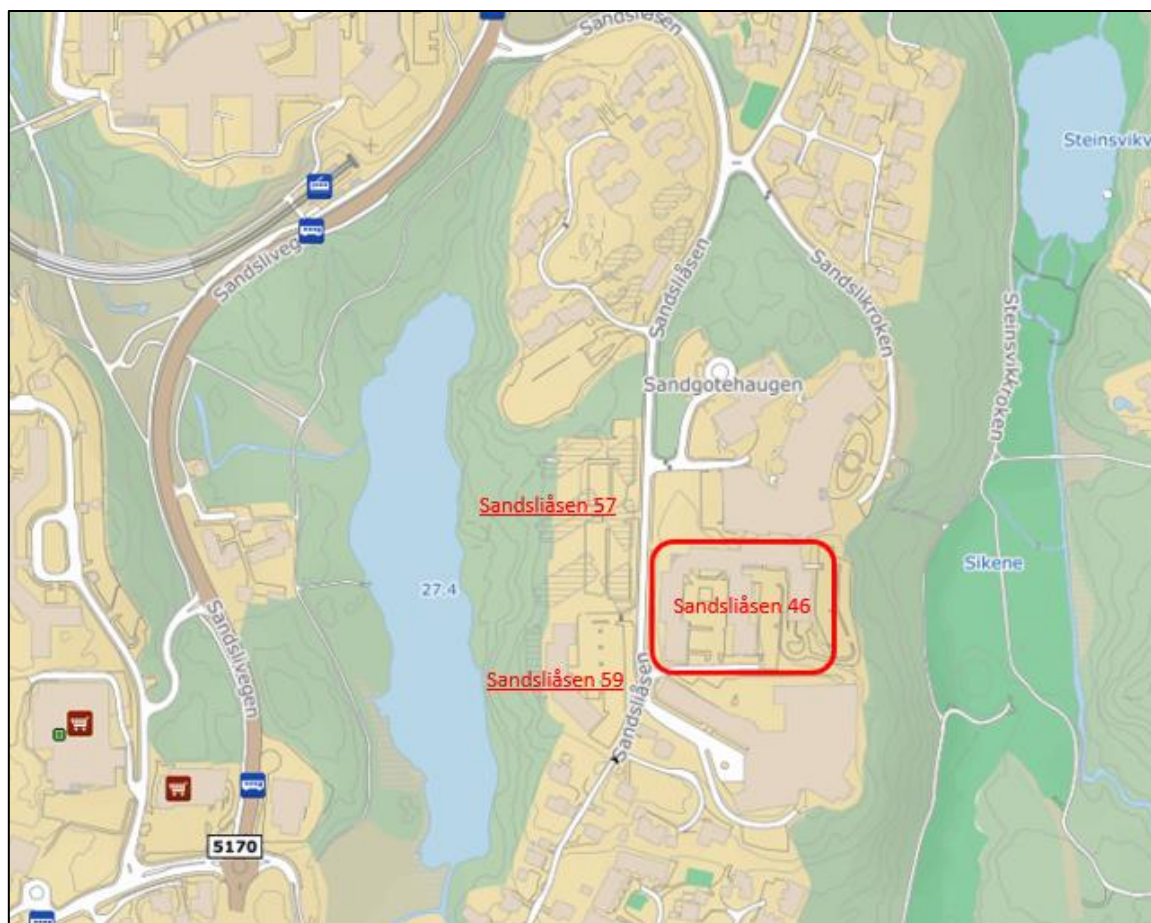 Sandsliåsen
Steinsvikv
Sandslivegen
Sandsliåsen
Sandslikroken
Steinsvikkroken
Sandgotehaugen
Sandsliåsen 57
Sikene
27,4
Sandsliåsen 46
Sandslivegen
Sandsliåsen 59
Sandsliåsen
5170